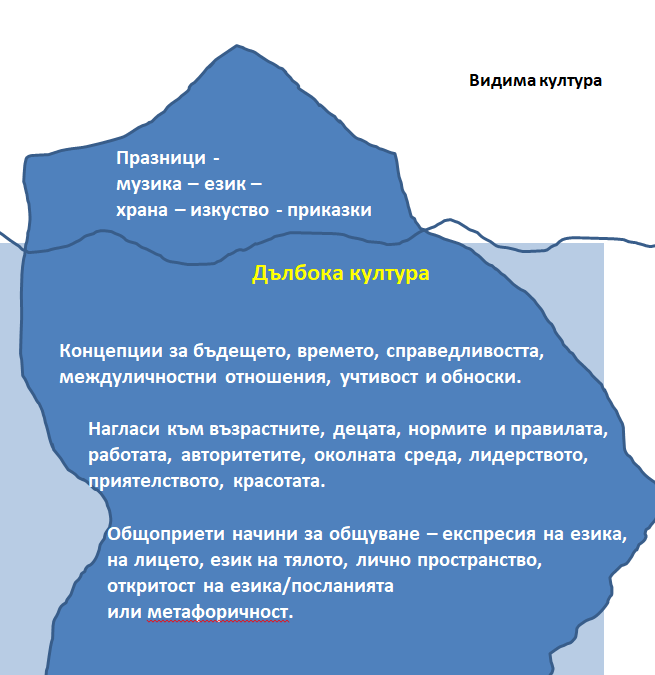 Видима култура
Празници -
музика – език –
храна – изкуство - приказки
Дълбока култура
Концепции за бъдещето, времето, справедливостта,
междуличностни отношения, учтивост и обноски.
Нагласи към възрастните, децата, нормите и правилата,
работата, авторитетите, околната среда, лидерството,
приятелството, красотата.
Общоприети начини за общуване – експресия на езика,
на лицето, език на тялото, лично пространство,
откритост на езика/посланията
или метафоричност.